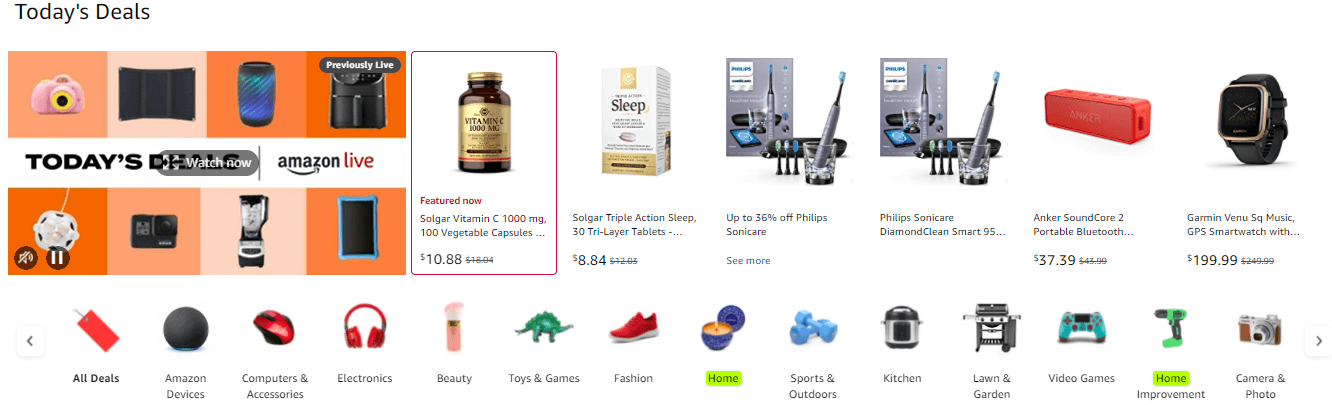 Today's Deals
Previously Live
TODAY'S DEALS
Watch now
amazon live
SOLGAR
VITAMIN C
1000 MG
TRIPLE ACTION
Sleep
PHILIPS
sonicare
PHILIPS
sonicare
ANKER
Featured now
Solgar Vitamin C 1000 mg,
100 Vegetable Capsules ...
$10.88 $18.04
Solgar Triple Action Sleep,
30 Tri-Layer Tablets -...
$8.84 $12.03
Up to 36% off Philips
Sonicare
See more
Philips Sonicare
DiamondClean Smart 95...
Anker SoundCore 2
Portable Bluetooth...
$37.39 $43.99
Garmin Venu Sq Music,
GPS Smartwatch with...
$199.99 $249.99
All Deals
Amazon
Devices
Computers &
Accessories
Electronics
Beauty
Toys & Games
Fashion
Home
Sports &
Outdoors
Kitchen
Lawn &
Garden
Video Games
Home
Improvement
Camera &
Photo